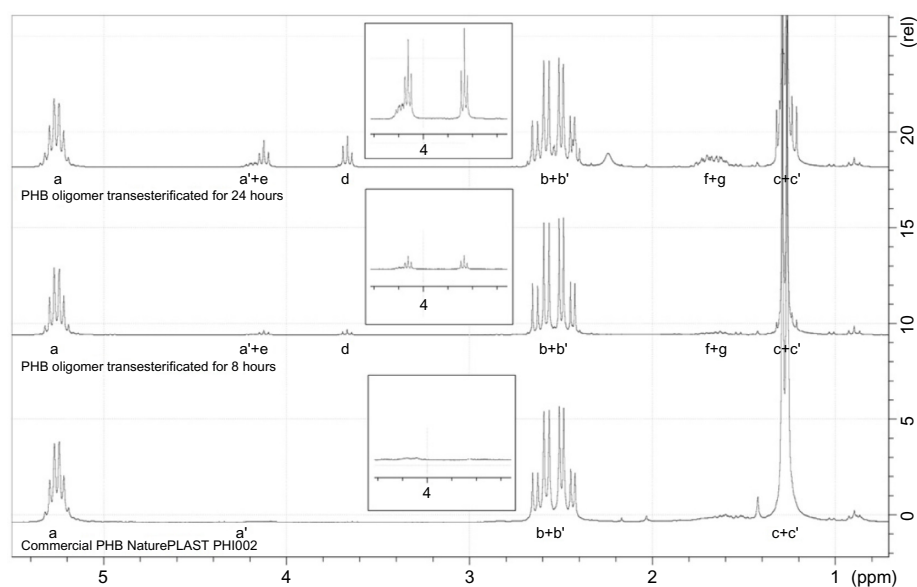 (rel)
4
20
a a'+e d b+b' f+g c+c'
PHB oligomer transesterificated for 24 hours
15
4
10
a a'+e d b+b' f+g c+c'
PHB oligomer transesterificated for 8 hours
5
4
0
a a' b+b' c+c'
Commercial PHB NaturePLAST PHI002
5 4 3 2 1 (ppm)